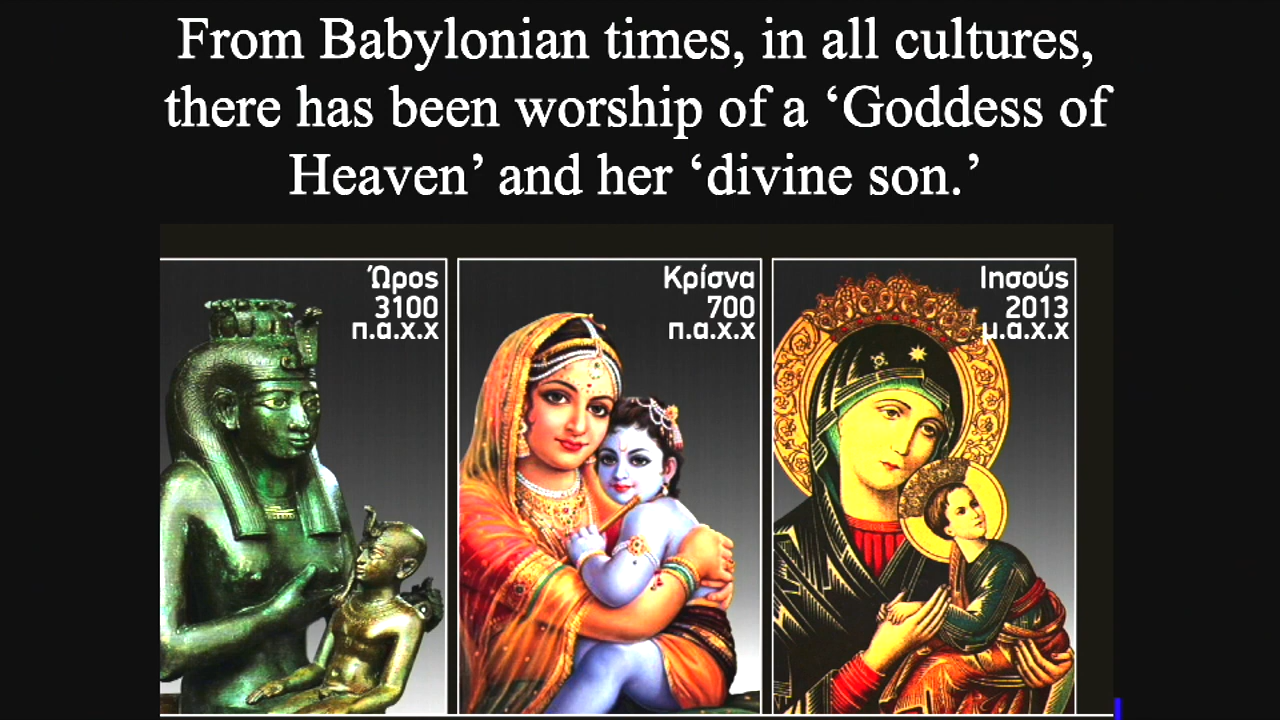 From Babylonian times, in all cultures,
there has been worship of a ‘Goddess of
Heaven’ and her ‘divine son.’
Ώρος
3100
π.α.χ.χ
Κρίσνα
700
π.α.χ.χ
Ιησούς
2013
μ.α.χ.χ